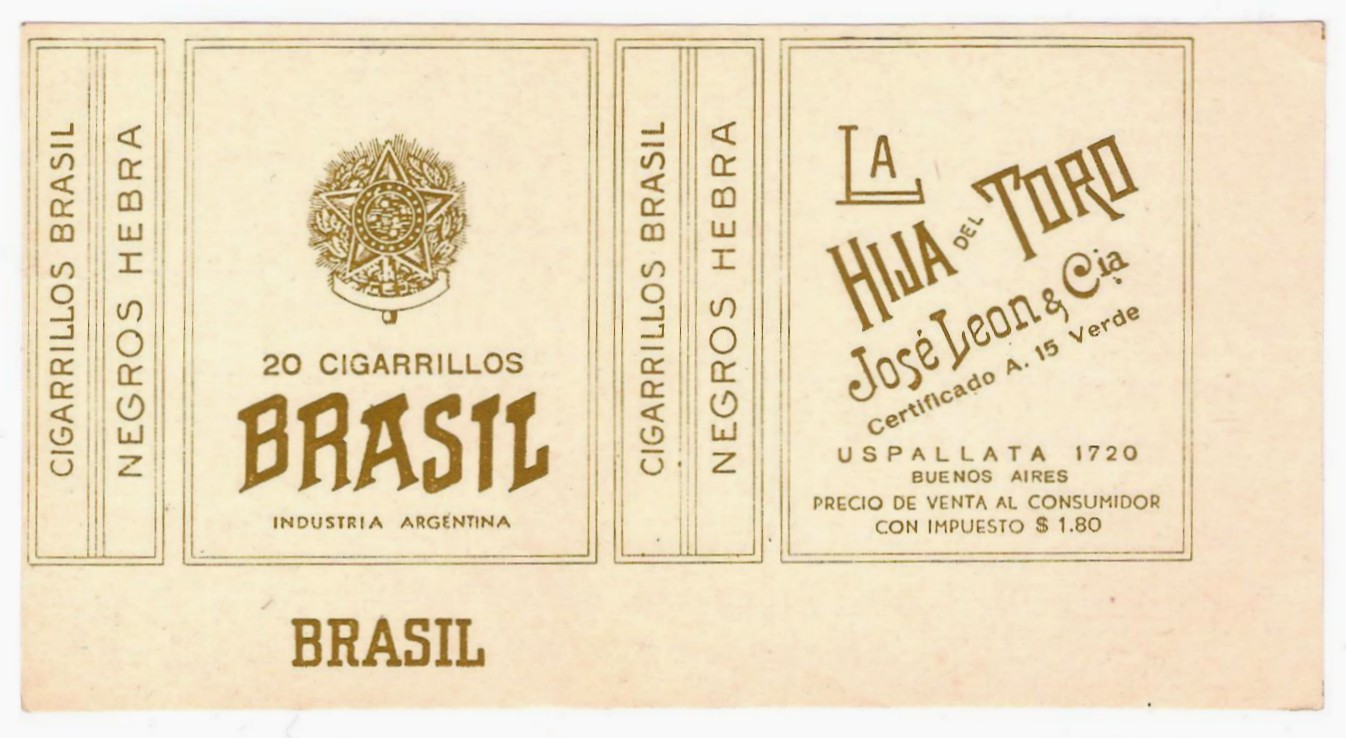 CIGARRILLOS BRASIL
NEGROS HEBRA
20 CIGARRILLOS
BRASIL
INDUSTRIA ARGENTINA
BRASIL
CIGARRILLOS BRASIL
NEGROS HEBRA
LA
HIJA DEL TORO
José Leon & Cia
Certificado A. 15 Verde
USPALLATA 1720
BUENOS AIRES
PRECIO DE VENTA AL CONSUMIDOR
CON IMPUESTO $ 1.80